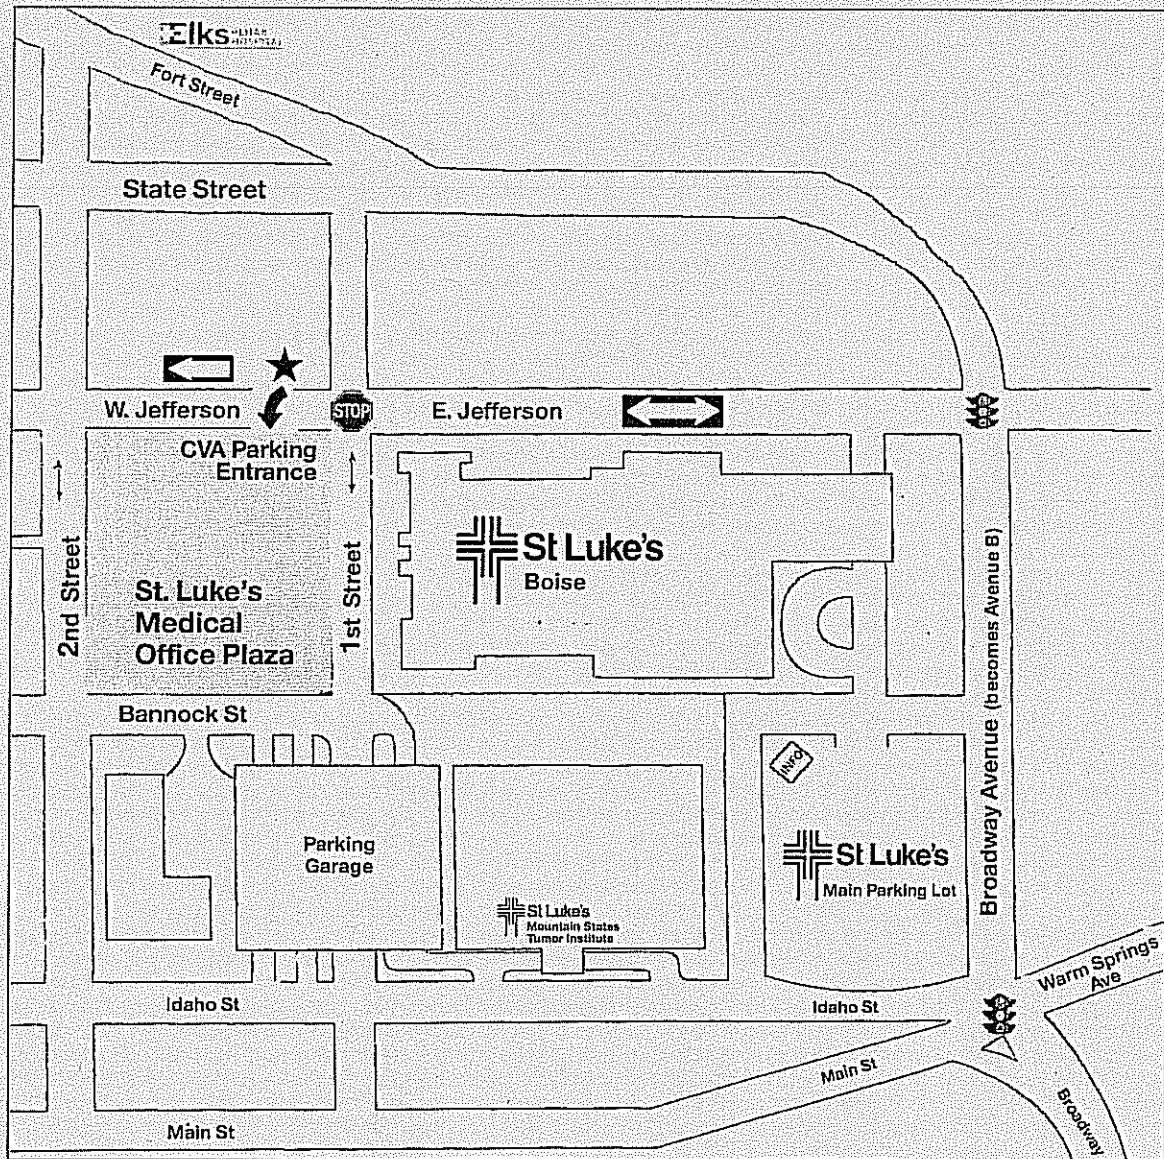 Elks REHAB
HOSPITAL
Fort Street
State Street
W. Jefferson
STOP
E. Jefferson
CVA Parking
Entrance
2nd Street
1st Street
St Luke's
Boise
St. Luke's
Medical
Office Plaza
Broadway Avenue (becomes Avenue B)
Bannock St
INFO
Parking
Garage
St Luke's
Main Parking Lot
St Luke's
Mountain States
Tumor Institute
Warm Springs
Ave
Idaho St
Idaho St
Main St
Broadway
Main St